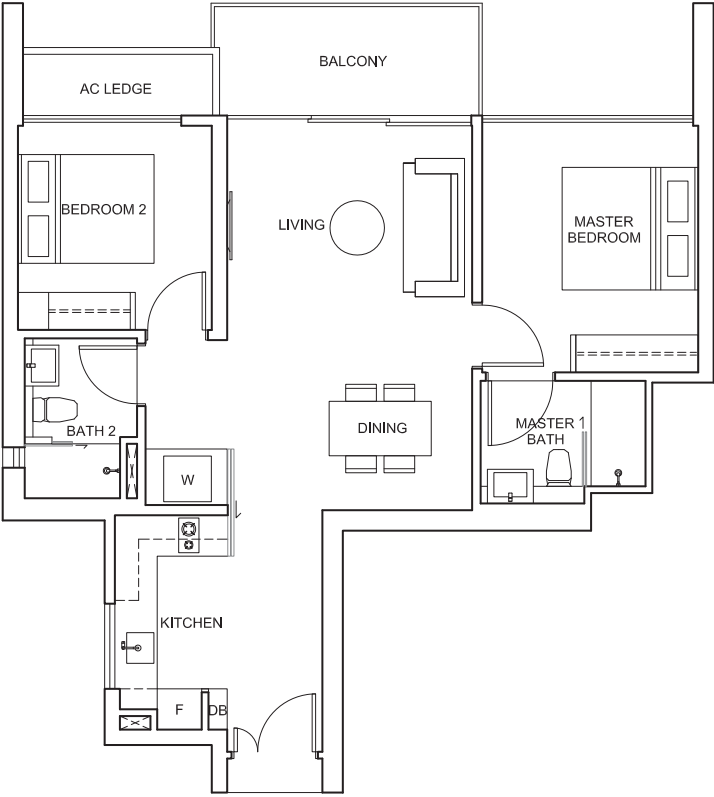 BALCONY
AC LEDGE
BEDROOM 2
LIVING
MASTER
BEDROOM
DINING
MASTER 1
BATH
BATH 2
W
KITCHEN
F
DB